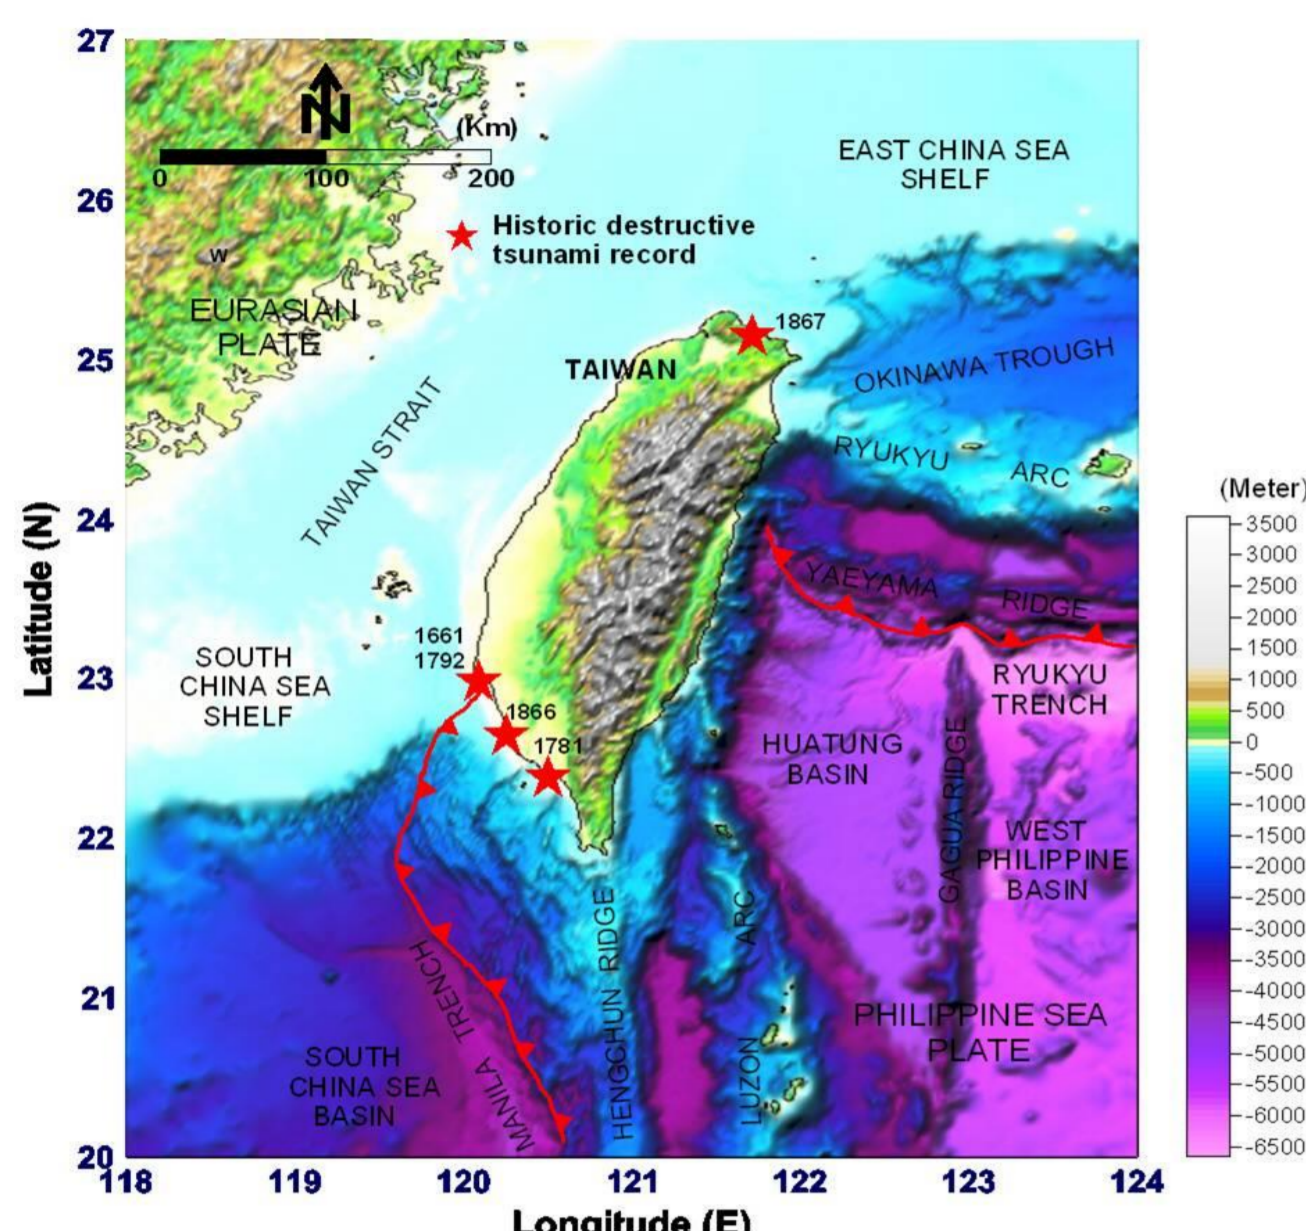 27
26
25
24
23
22
21
20
Latitude (N)
N
(Km)
0 100 200
Historic destructive
tsunami record
W
EURASIAN
PLATE
EAST CHINA SEA
SHELF
1867
TAIWAN
OKINAWA TROUGH
TAIWAN STRAIT
RYUKYU
ARC
YAEYAMA
RIDGE
1661
1792
SOUTH
CHINA SEA
SHELF
1866
1781
RYUKYU
TRENCH
HUATUNG
BASIN
GAGUA RIDGE
WEST
PHILIPPINE
BASIN
MANILA TRENCH
HENGCHUN RIDGE
LUZON ARC
PHILIPPINE SEA
PLATE
SOUTH
CHINA SEA
BASIN
118 119 120 121 122 123 124
Longitude (E)
(Meter)
3500
3000
2500
2000
1500
1000
500
0
-500
-1000
-1500
-2000
-2500
-3000
-3500
-4000
-4500
-5000
-5500
-6000
-6500